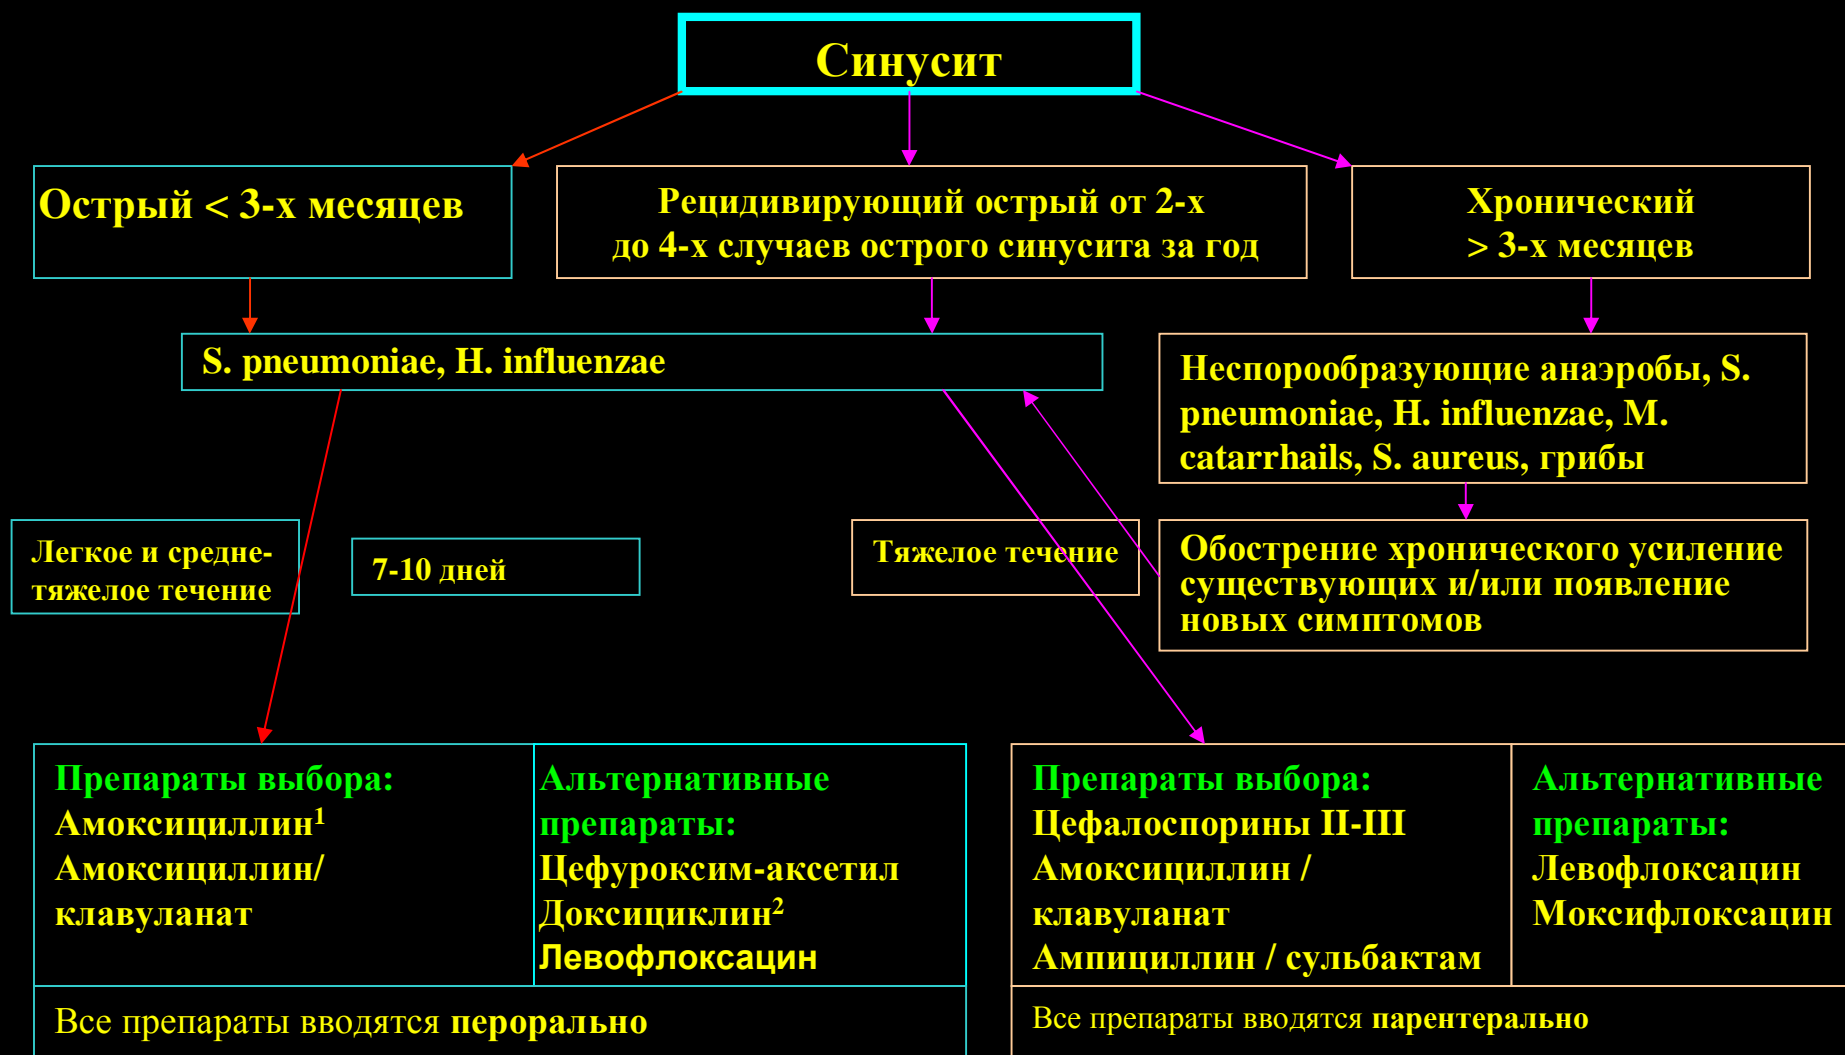 Синусит
Острый < 3-х месяцев
Рецидивирующий острый от 2-х
до 4-х случаев острого синусита за год
Хронический
> 3-х месяцев
S. pneumoniae, H. influenzae
Неспорообразующие анаэробы, S.
pneumoniae, H. influenzae, M.
catarrhails, S. aureus, грибы
Легкое и средне-
тяжелое течение
7-10 дней
Тяжелое течение
Обострение хронического усиление
существующих и/или появление
новых симптомов
Препараты выбора:
Амоксициллин¹
Амоксициллин/
клавуланат
Альтернативные
препараты:
Цефуроксим-аксетил
Доксициклин²
Левофлоксацин
Все препараты вводятся перорально
Препараты выбора:
Цефалоспорины II-III
Амоксициллин /
клавуланат
Ампициллин / сульбактам
Альтернативные
препараты:
Левофлоксацин
Моксифлоксацин
Все препараты вводятся парентерально